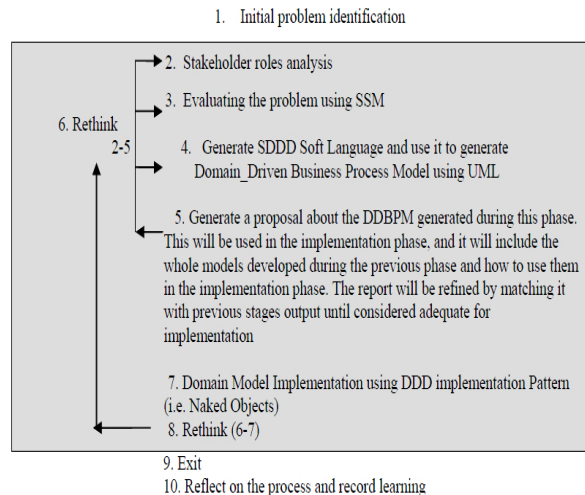 1. Initial problem identification
2. Stakeholder roles analysis
3. Evaluating the problem using SSM
6. Rethink
2-5
4. Generate SDDD Soft Language and use it to generate
Domain_Driven Business Process Model using UML
5. Generate a proposal about the DDBPM generated during this phase.
This will be used in the implementation phase, and it will include the
whole models developed during the previous phase and how to use them
in the implementation phase. The report will be refined by matching it
with previous stages output until considered adequate for
implementation
7. Domain Model Implementation using DDD implementation Pattern
(i.e. Naked Objects)
8. Rethink (6-7)
9. Exit
10. Reflect on the process and record learning